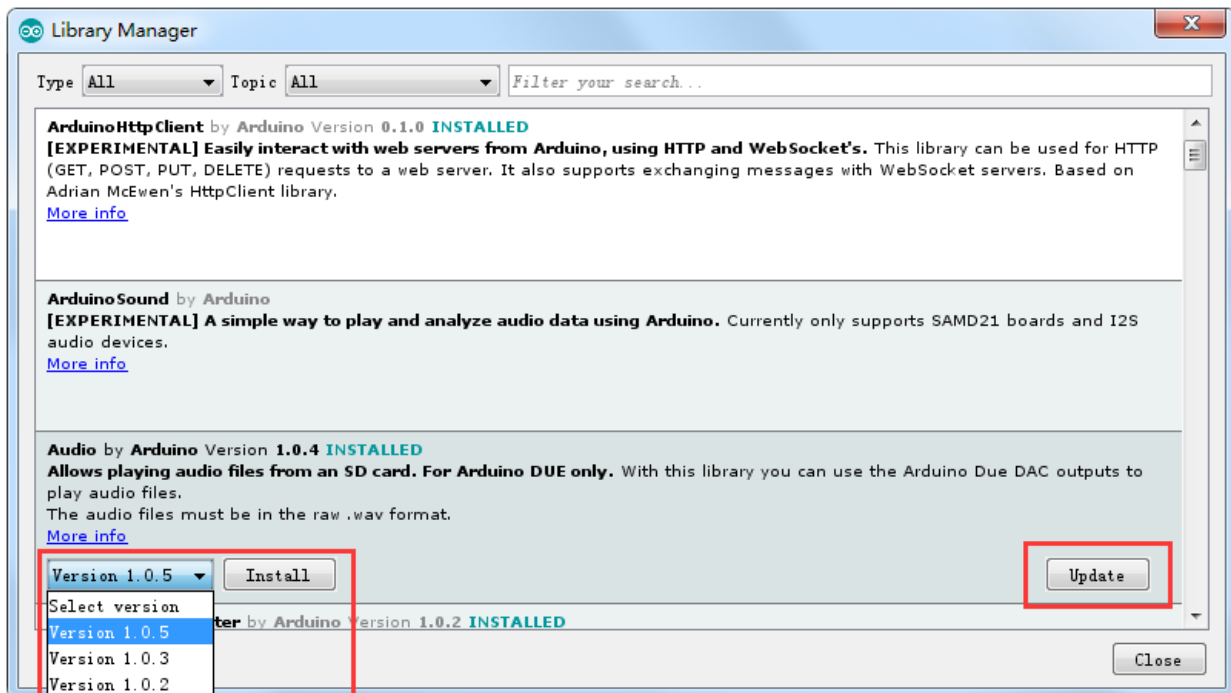 Library Manager
Type All Topic All Filter your search...
ArduinoHttpClient by Arduino Version 0.1.0 INSTALLED
[EXPERIMENTAL] Easily interact with web servers from Arduino, using HTTP and WebSocket's. This library can be used for HTTP
(GET, POST, PUT, DELETE) requests to a web server. It also supports exchanging messages with WebSocket servers. Based on
Adrian McEwen's HttpClient library.
More info
ArduinoSound by Arduino
[EXPERIMENTAL] A simple way to play and analyze audio data using Arduino. Currently only supports SAMD21 boards and I2S
audio devices.
More info
Audio by Arduino Version 1.0.4 INSTALLED
Allows playing audio files from an SD card. For Arduino DUE only. With this library you can use the Arduino Due DAC outputs to
play audio files.
The audio files must be in the raw .wav format.
More info
Version 1.0.5 Install Update
Select version
ter by Arduino Version 1.0.2 INSTALLED
Version 1.0.5
Version 1.0.3
Close
Version 1.0.2